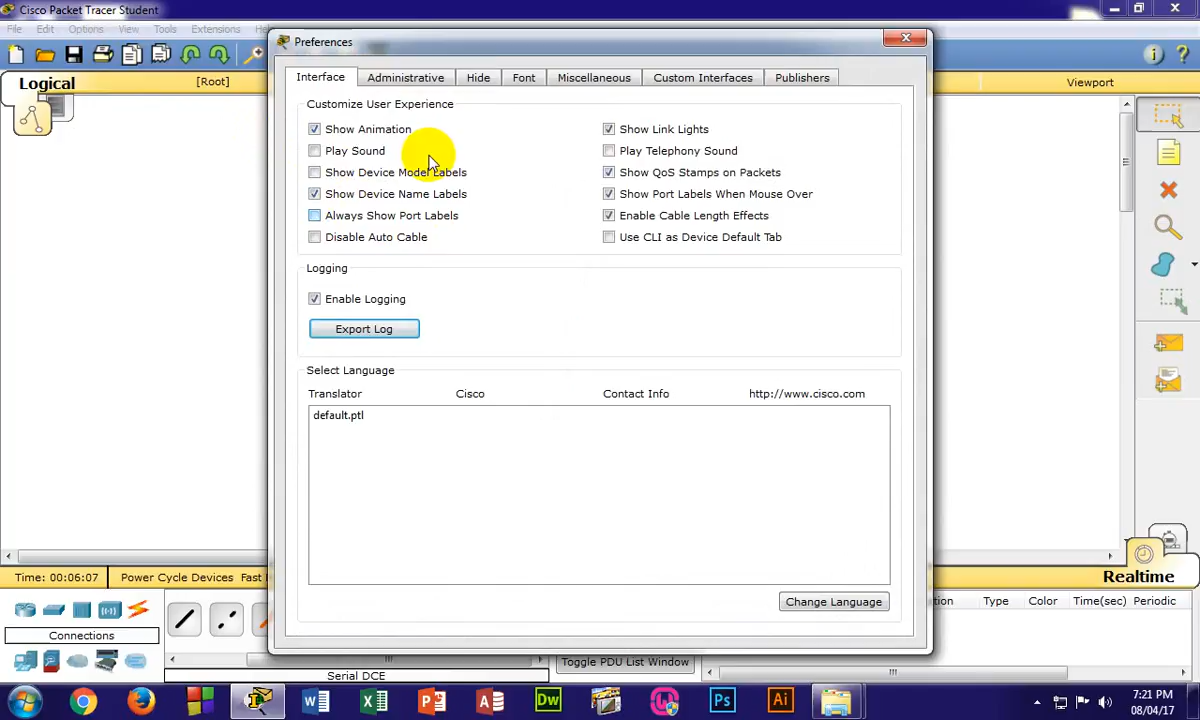 Cisco Packet Tracer Student
File Edit Options View Tools Extensions
Preferences
Logical
[Root]
Viewport
Interface Administrative Hide Font Miscellaneous Custom Interfaces Publishers
Customize User Experience
Show Animation
Show Link Lights
Play Sound
Play Telephony Sound
Show Device Model Labels
Show QoS Stamps on Packets
Show Device Name Labels
Show Port Labels When Mouse Over
Always Show Port Labels
Enable Cable Length Effects
Disable Auto Cable
Use CLI as Device Default Tab
Logging
Enable Logging
Export Log
Select Language
Translator Cisco Contact Info http://www.cisco.com
default.ptl
Change Language
Time: 00:06:07 Power Cycle Devices Fast
Realtime
Type Color Time(sec) Periodic
Connections
Toggle PDU List Window
Serial DCE
W X P A Dw Ps Ai
7:21 PM
08/04/17